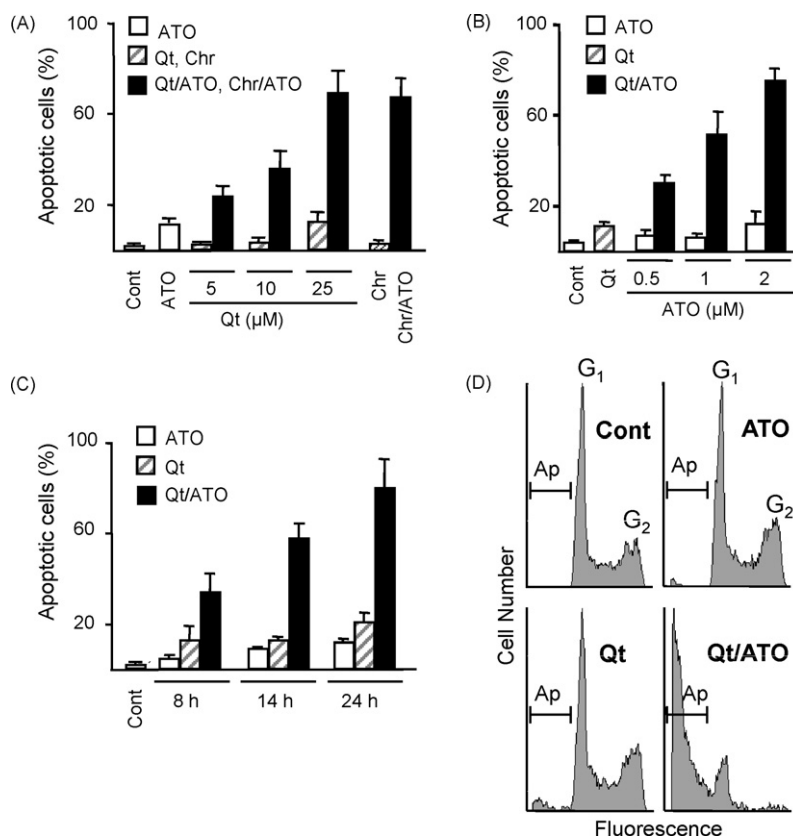 (A)
Apoptotic cells (%)
100
60
20
ATO
Qt, Chr
Qt/ATO, Chr/ATO
Cont
ATO
5
10
25
Qt (µM)
Chr
Chr/ATO
(B)
Apoptotic cells (%)
100
60
20
ATO
Qt
Qt/ATO
Cont
Qt
0.5
1
2
ATO (µM)
(C)
Apoptotic cells (%)
100
60
20
ATO
Qt
Qt/ATO
Cont
8 h
14 h
24 h
(D)
Cell Number
G₁
Cont
Ap
G₂
G₁
ATO
Ap
G₂
Qt
Ap
Qt/ATO
Ap
Fluorescence